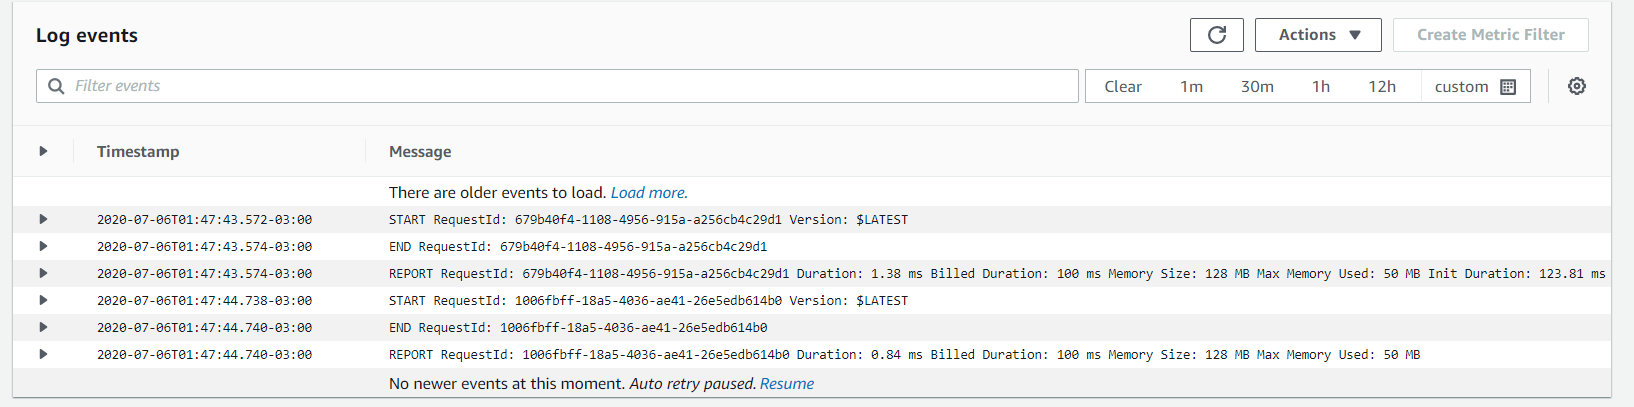 Log events
Actions
Create Metric Filter
Filter events
Clear 1m 30m 1h 12h custom
Timestamp Message
There are older events to load. Load more.
2020-07-06T01:47:43.572-03:00 START RequestId: 679b40f4-1108-4956-915a-a256cb4c29d1 Version: $LATEST
2020-07-06T01:47:43.574-03:00 END RequestId: 679b40f4-1108-4956-915a-a256cb4c29d1
2020-07-06T01:47:43.574-03:00 REPORT RequestId: 679b40f4-1108-4956-915a-a256cb4c29d1 Duration: 1.38 ms Billed Duration: 100 ms Memory Size: 128 MB Max Memory Used: 50 MB Init Duration: 123.81 ms
2020-07-06T01:47:44.738-03:00 START RequestId: 1006fbff-18a5-4036-ae41-26e5edb614b0 Version: $LATEST
2020-07-06T01:47:44.740-03:00 END RequestId: 1006fbff-18a5-4036-ae41-26e5edb614b0
2020-07-06T01:47:44.740-03:00 REPORT RequestId: 1006fbff-18a5-4036-ae41-26e5edb614b0 Duration: 0.84 ms Billed Duration: 100 ms Memory Size: 128 MB Max Memory Used: 50 MB
No newer events at this moment. Auto retry paused. Resume